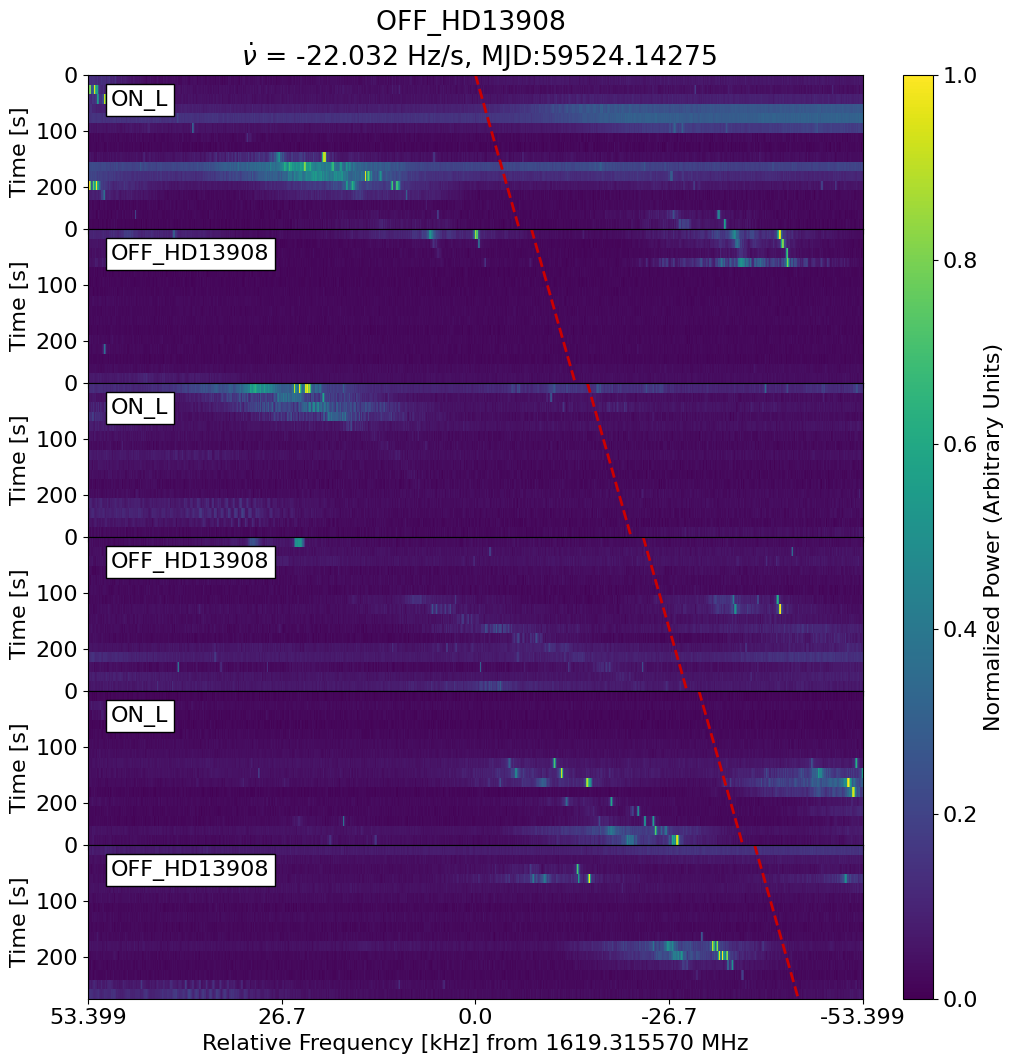 OFF_HD13908
ν̇ = -22.032 Hz/s, MJD:59524.14275
0
100
200
Time [s]
ON_L
0
100
200
Time [s]
OFF_HD13908
0
100
200
Time [s]
ON_L
0
100
200
Time [s]
OFF_HD13908
0
100
200
Time [s]
ON_L
0
100
200
Time [s]
OFF_HD13908
53.399 26.7 0.0 -26.7 -53.399
Relative Frequency [kHz] from 1619.315570 MHz
1.0
0.8
0.6
0.4
0.2
0.0
Normalized Power (Arbitrary Units)